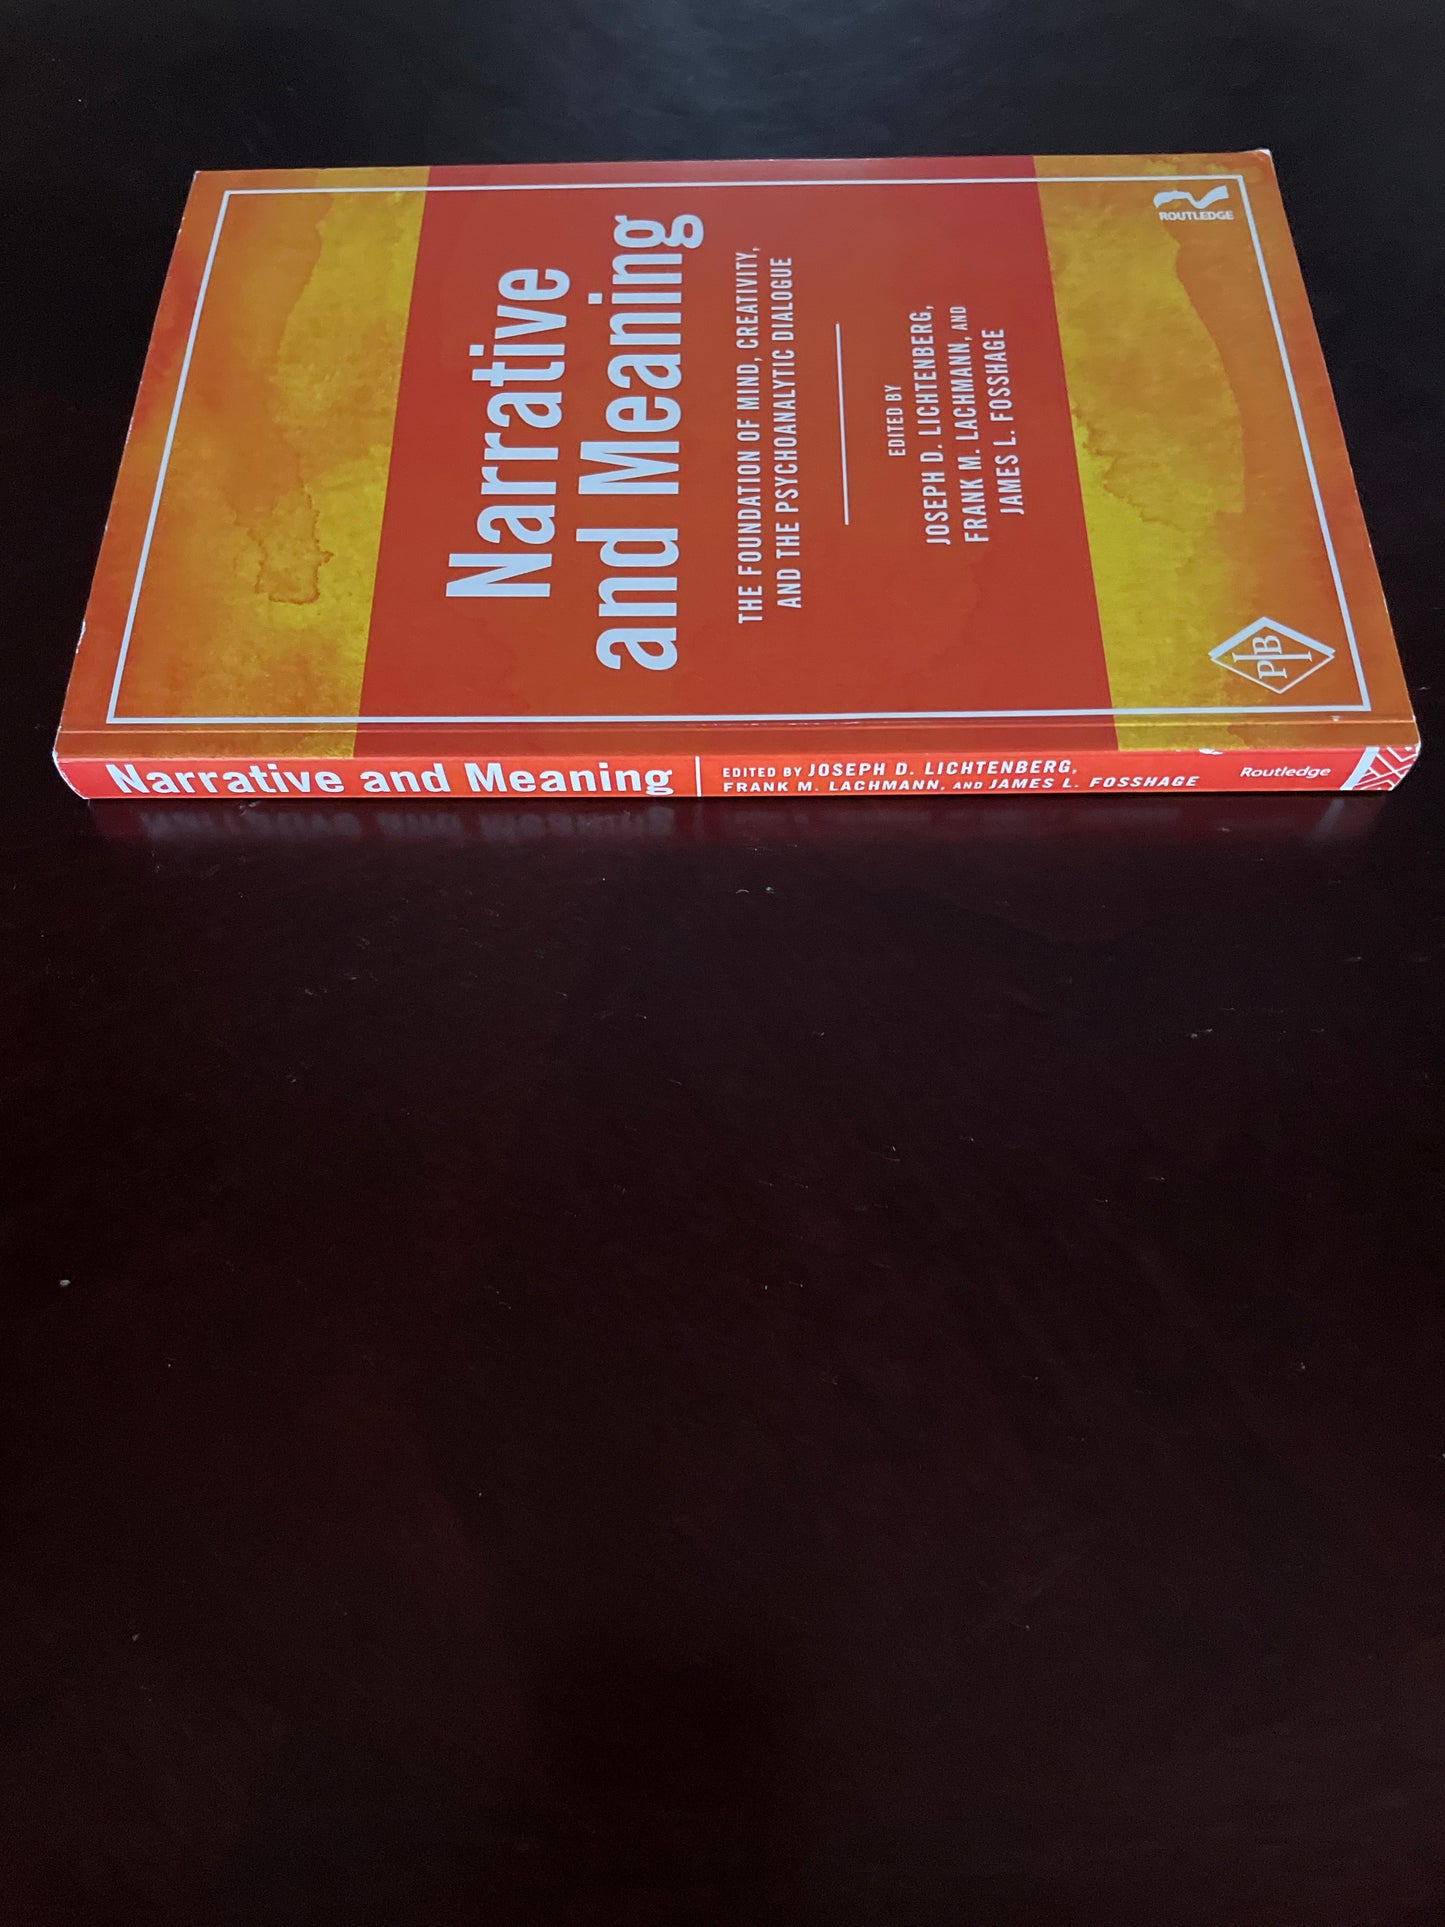 Narrative
and Meaning
THE FOUNDATION OF MIND, CREATIVITY,
AND THE PSYCHOANALYTIC DIALOGUE
EDITED BY
JOSEPH D. LICHTENBERG,
FRANK M. LACHMANN, AND
JAMES L. FOSSHAGE
ROUTLEDGE
PIB
Narrative and Meaning
EDITED BY JOSEPH D. LICHTENBERG,
FRANK M. LACHMANN, AND JAMES L. FOSSHAGE
Routledge